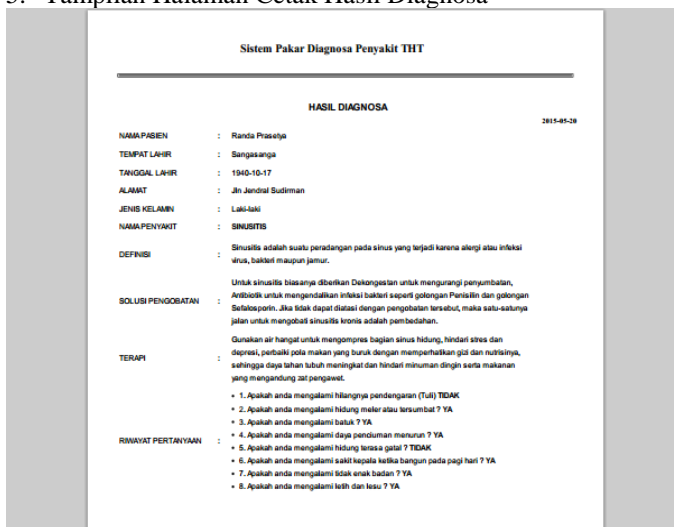 5. Tampilan Halaman Cetak Hasil Diagnosa
Sistem Pakar Diagnosa Penyakit THT
HASIL DIAGNOSA
2015-05-20
NAMA PASIEN : Randa Prasetya
TEMPAT LAHIR : Sangasanga
TANGGAL LAHIR : 1940-10-17
ALAMAT : Jln Jendral Sudirman
JENIS KELAMIN : Laki-laki
NAMA PENYAKIT : SINUSITIS
DEFINISI : Sinusitis adalah suatu peradangan pada sinus yang terjadi karena alergi atau infeksi
virus, bakteri maupun jamur.
SOLUSI PENGOBATAN : Untuk sinusitis biasanya diberikan Dekongestan untuk mengurangi penyumbatan,
Antibiotik untuk mengendalikan infeksi bakteri seperti golongan Penisilin dan golongan
Sefalosporin. Jika tidak dapat diatasi dengan pengobatan tersebut, maka satu-satunya
jalan untuk mengobati sinusitis kronis adalah pembedahan.
TERAPI : Gunakan air hangat untuk mengompres bagian sinus hidung, hindari stres dan
depresi, perbaiki pola makan yang buruk dengan memperhatikan gizi dan nutrisinya,
sehingga daya tahan tubuh meningkat dan hindari minuman dingin serta makanan
yang mengandung zat pengawet.
RIWAYAT PERTANYAAN :
• 1. Apakah anda mengalami hilangnya pendengaran (Tuli) TIDAK
• 2. Apakah anda mengalami hidung meler atau tersumbat ? YA
• 3. Apakah anda mengalami batuk ? YA
• 4. Apakah anda mengalami daya penciuman menurun ? YA
• 5. Apakah anda mengalami hidung terasa gatal ? TIDAK
• 6. Apakah anda mengalami sakit kepala ketika bangun pada pagi hari ? YA
• 7. Apakah anda mengalami tidak enak badan ? YA
• 8. Apakah anda mengalami letih dan lesu ? YA